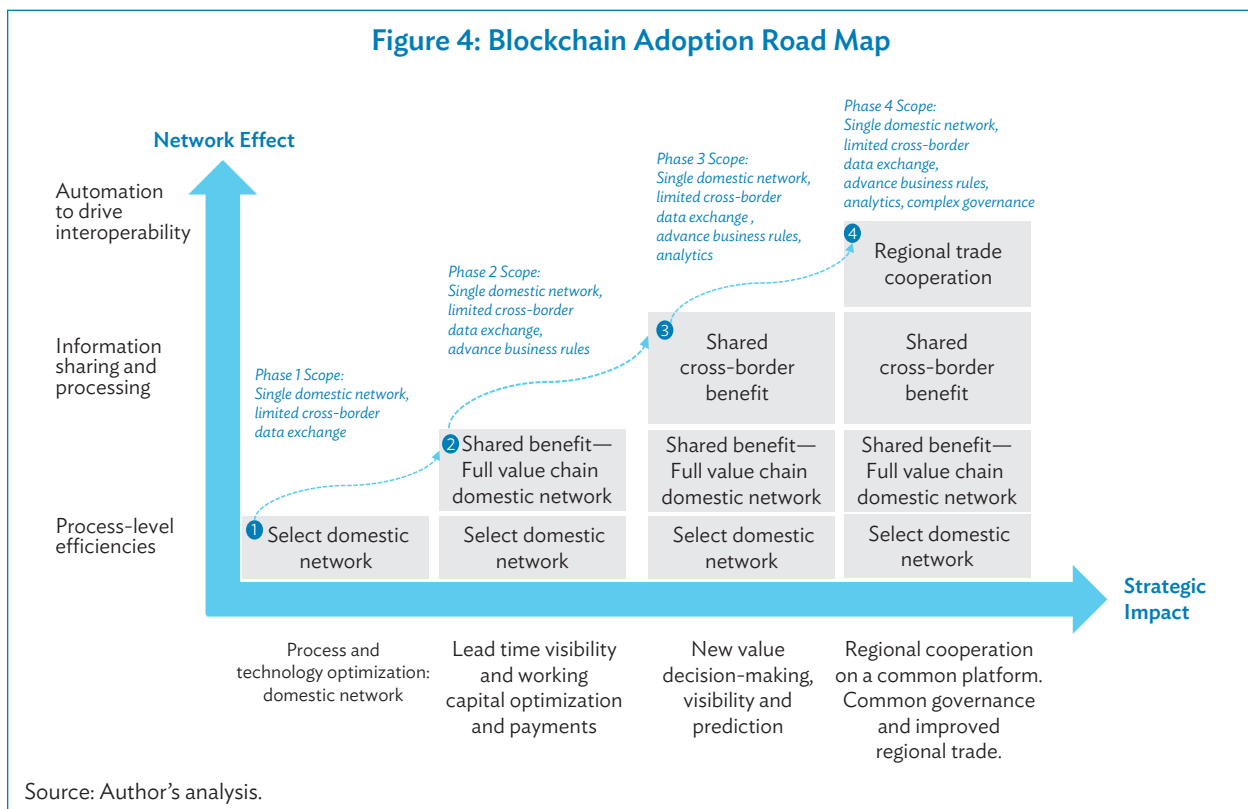 Figure 4: Blockchain Adoption Road Map
Network Effect
Automation
to drive
interoperability
Information
sharing and
processing
Process-level
efficiencies
Phase 1 Scope:
Single domestic network,
limited cross-border
data exchange
Phase 2 Scope:
Single domestic network,
limited cross-border
data exchange,
advance business rules
Phase 3 Scope:
Single domestic network,
limited cross-border
data exchange ,
advance business rules,
analytics
Phase 4 Scope:
Single domestic network,
limited cross-border
data exchange,
advance business rules,
analytics, complex governance
1
Select domestic
network
2
Shared benefit—
Full value chain
domestic network
Select domestic
network
3
Shared
cross-border
benefit
Shared benefit—
Full value chain
domestic network
Select domestic
network
4
Regional trade
cooperation
Shared
cross-border
benefit
Shared benefit—
Full value chain
domestic network
Select domestic
network
Strategic
Impact
Process and
technology optimization:
domestic network
Lead time visibility
and working
capital optimization
and payments
New value
decision-making,
visibility and
prediction
Regional cooperation
on a common platform.
Common governance
and improved
regional trade.
Source: Author’s analysis.